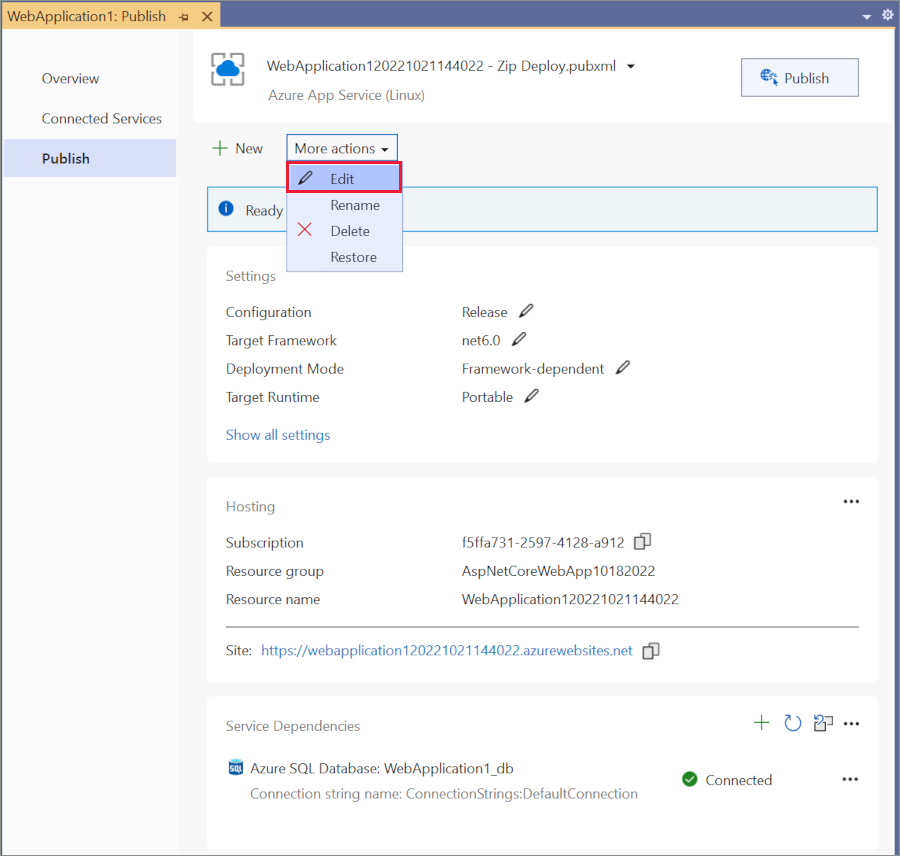 WebApplication1: Publish
Overview
Connected Services
Publish
WebApplication120221021144022 - Zip Deploy.pubxml
Azure App Service (Linux)
Publish
New
More actions
Edit
Rename
Delete
Restore
Ready
Settings
Configuration Release
Target Framework net6.0
Deployment Mode Framework-dependent
Target Runtime Portable
Show all settings
Hosting
Subscription f5ffa731-2597-4128-a912
Resource group AspNetCoreWebApp10182022
Resource name WebApplication120221021144022
Site: https://webapplication120221021144022.azurewebsites.net
Service Dependencies
SQL Azure SQL Database: WebApplication1_db
Connection string name: ConnectionStrings:DefaultConnection
Connected